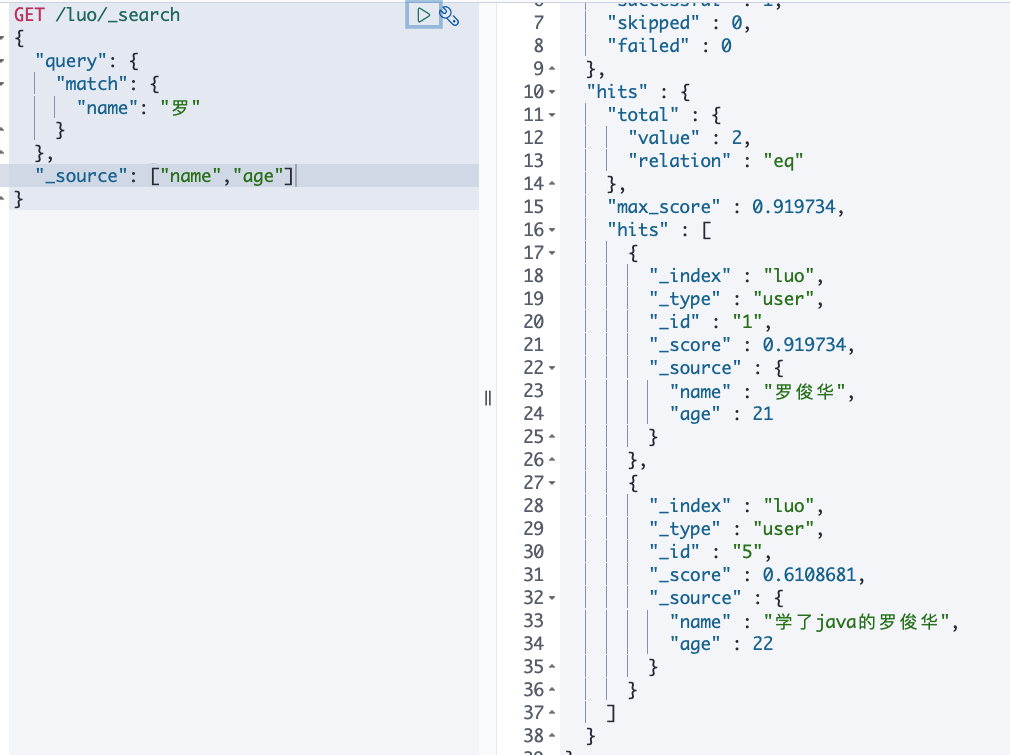 GET /luo/_search
{
"query": {
"match": {
"name": "罗"
}
},
"_source": ["name","age"]
}
7 "skipped" : 0,
8 "failed" : 0
9 },
10 "hits" : {
11 "total" : {
12 "value" : 2,
13 "relation" : "eq"
14 },
15 "max_score" : 0.919734,
16 "hits" : [
17 {
18 "_index" : "luo",
19 "_type" : "user",
20 "_id" : "1",
21 "_score" : 0.919734,
22 "_source" : {
23 "name" : "罗俊华",
24 "age" : 21
25 }
26 },
27 {
28 "_index" : "luo",
29 "_type" : "user",
30 "_id" : "5",
31 "_score" : 0.6108681,
32 "_source" : {
33 "name" : "学了java的罗俊华",
34 "age" : 22
35 }
36 }
37 ]
38 }